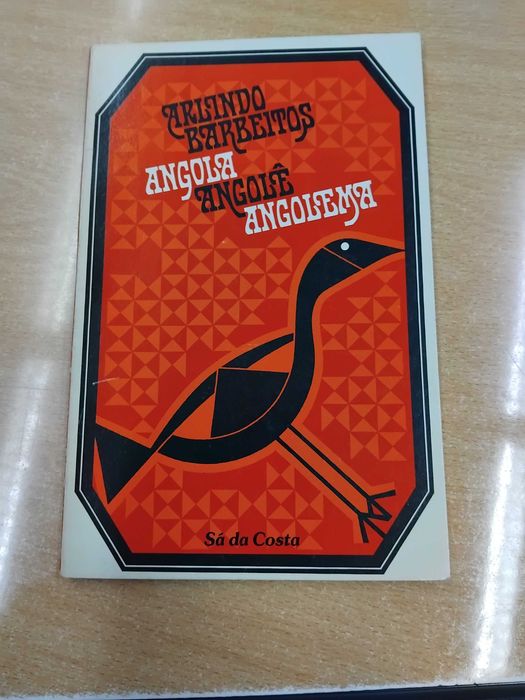 ARLINDO
BARBEITOS
ANGOLA
ANGOLÊ
ANGOLEMA
Sá da Costa